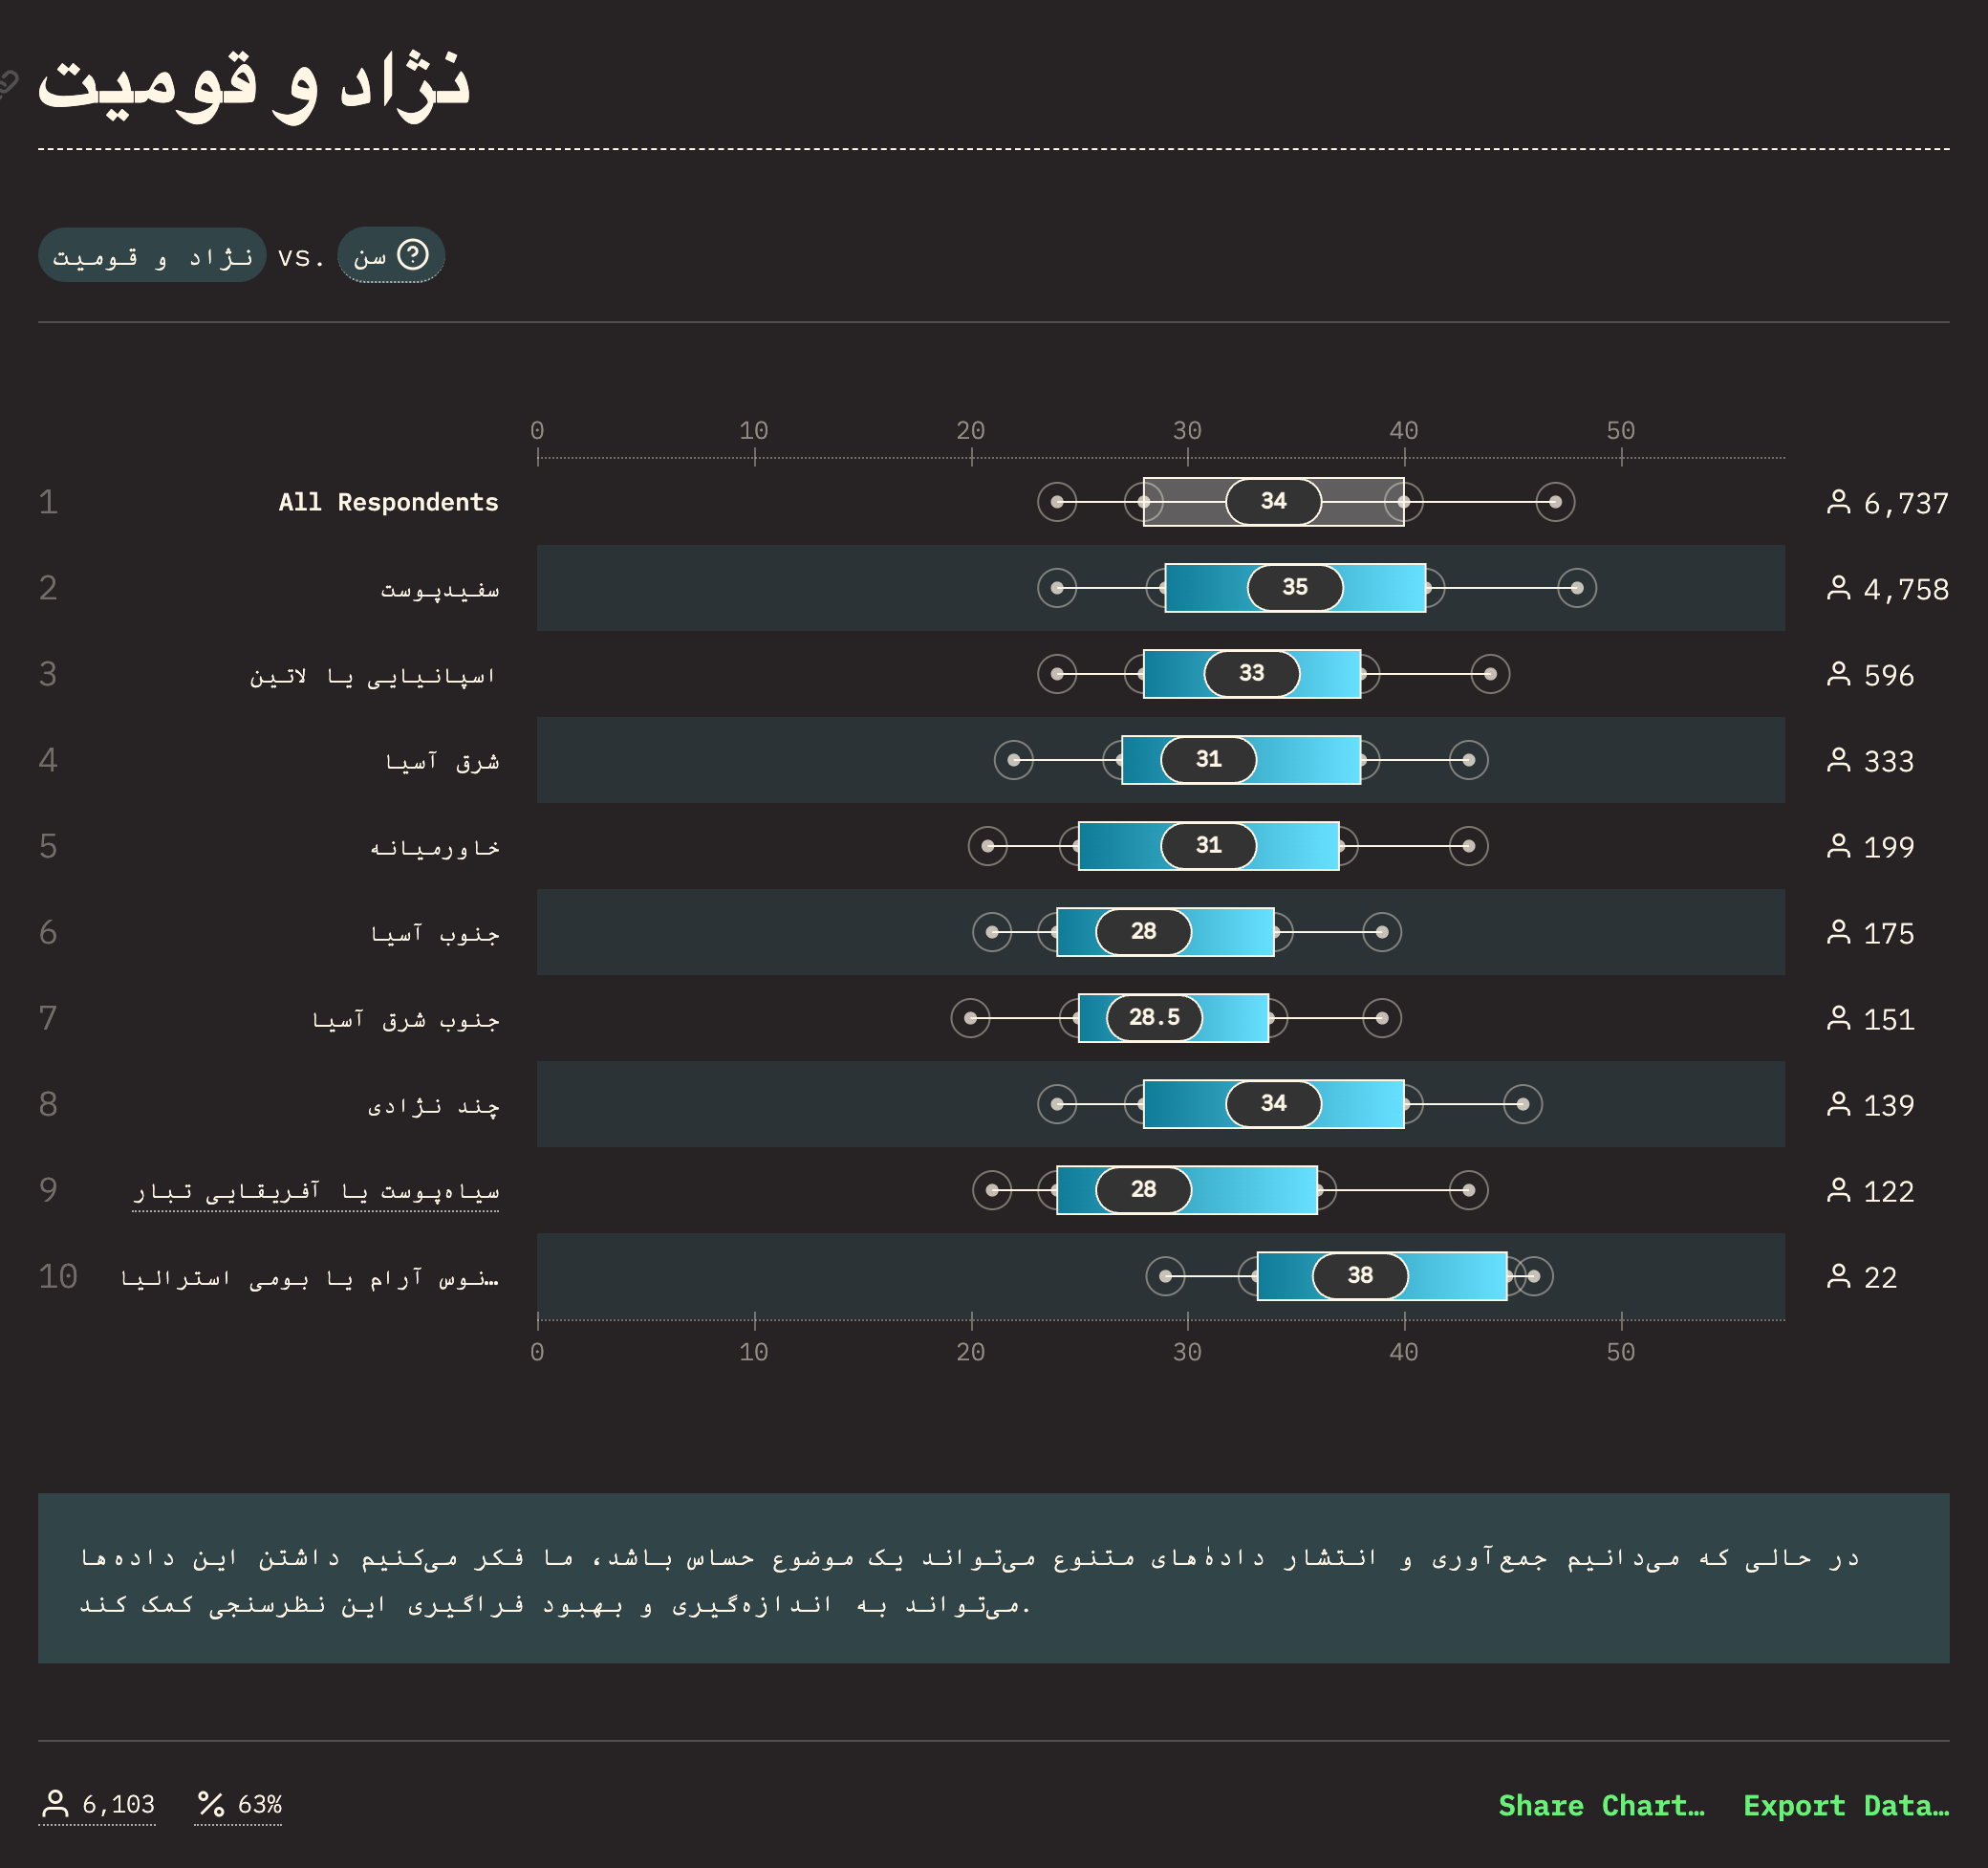 نژاد و قومیت
نژاد و قومیت vs. سن
0 10 20 30 40 50
1 All Respondents 34 6,737
2 سفیدپوست 35 4,758
3 اسپانیایی یا لاتین 33 596
4 شرق آسیا 31 333
5 خاورمیانه 31 199
6 جنوب آسیا 28 175
7 جنوب شرق آسیا 28.5 151
8 چند نژادی 34 139
9 سیاه‌پوست یا آفریقایی تبار 28 122
10 نوس آرام یا بومی استرالیا… 38 22
0 10 20 30 40 50
در حالی که می‌دانیم جمع‌آوری و انتشار دادهٔ‌های متنوع می‌تواند یک موضوع حساس باشد، ما فکر می‌کنیم داشتن این داده‌ها
می‌تواند به اندازه‌گیری و بهبود فراگیری این نظرسنجی کمک کند.
6,103 63% Share Chart… Export Data…